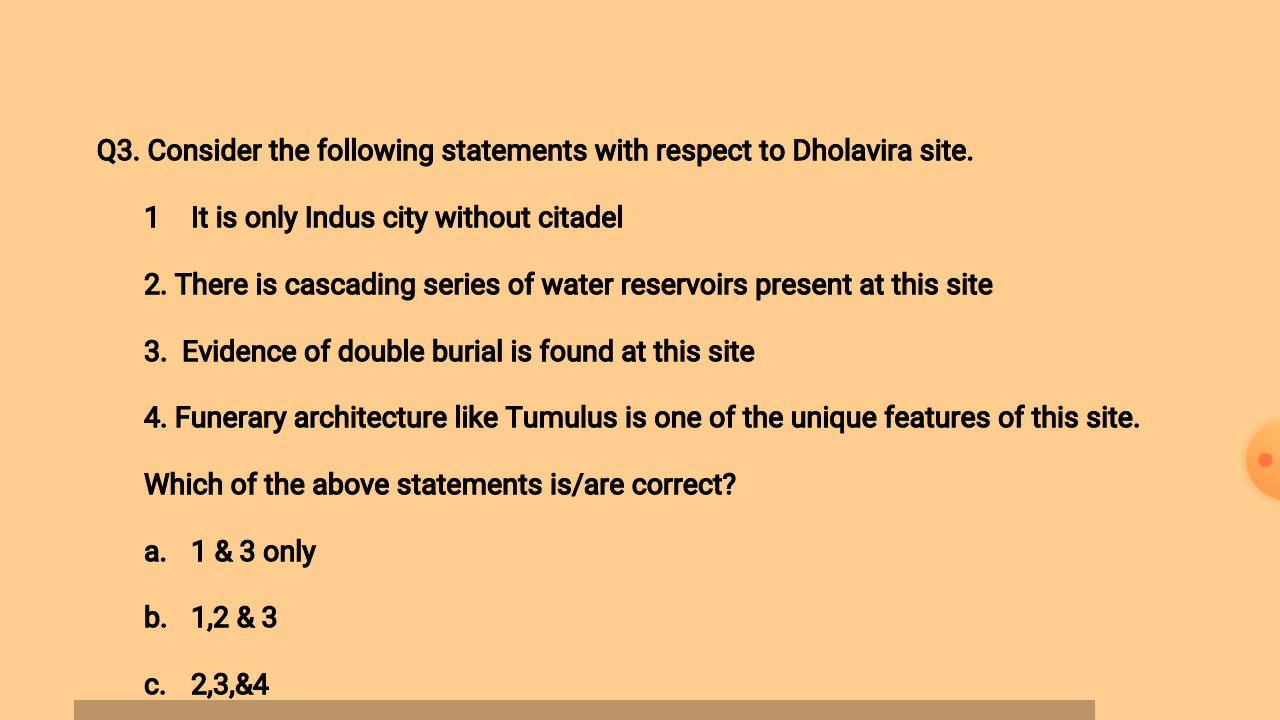 Q3. Consider the following statements with respect to Dholavira site.
1 It is only Indus city without citadel
2. There is cascading series of water reservoirs present at this site
3. Evidence of double burial is found at this site
4. Funerary architecture like Tumulus is one of the unique features of this site.
Which of the above statements is/are correct?
a. 1 & 3 only
b. 1,2 & 3
c. 2,3,&4